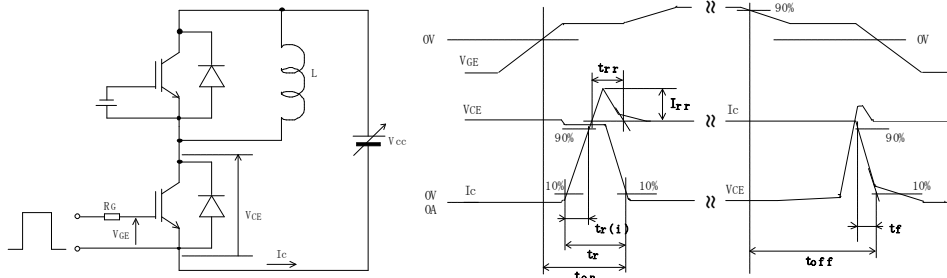 L
Vcc
RG
VGE
VCE
Ic
0V
VGE
90%
0V
trr
Irr
VCE
Ic
90%
90%
10%
10%
10%
0V
0A
Ic
VCE
tr(i)
tr
tf
ton
toff